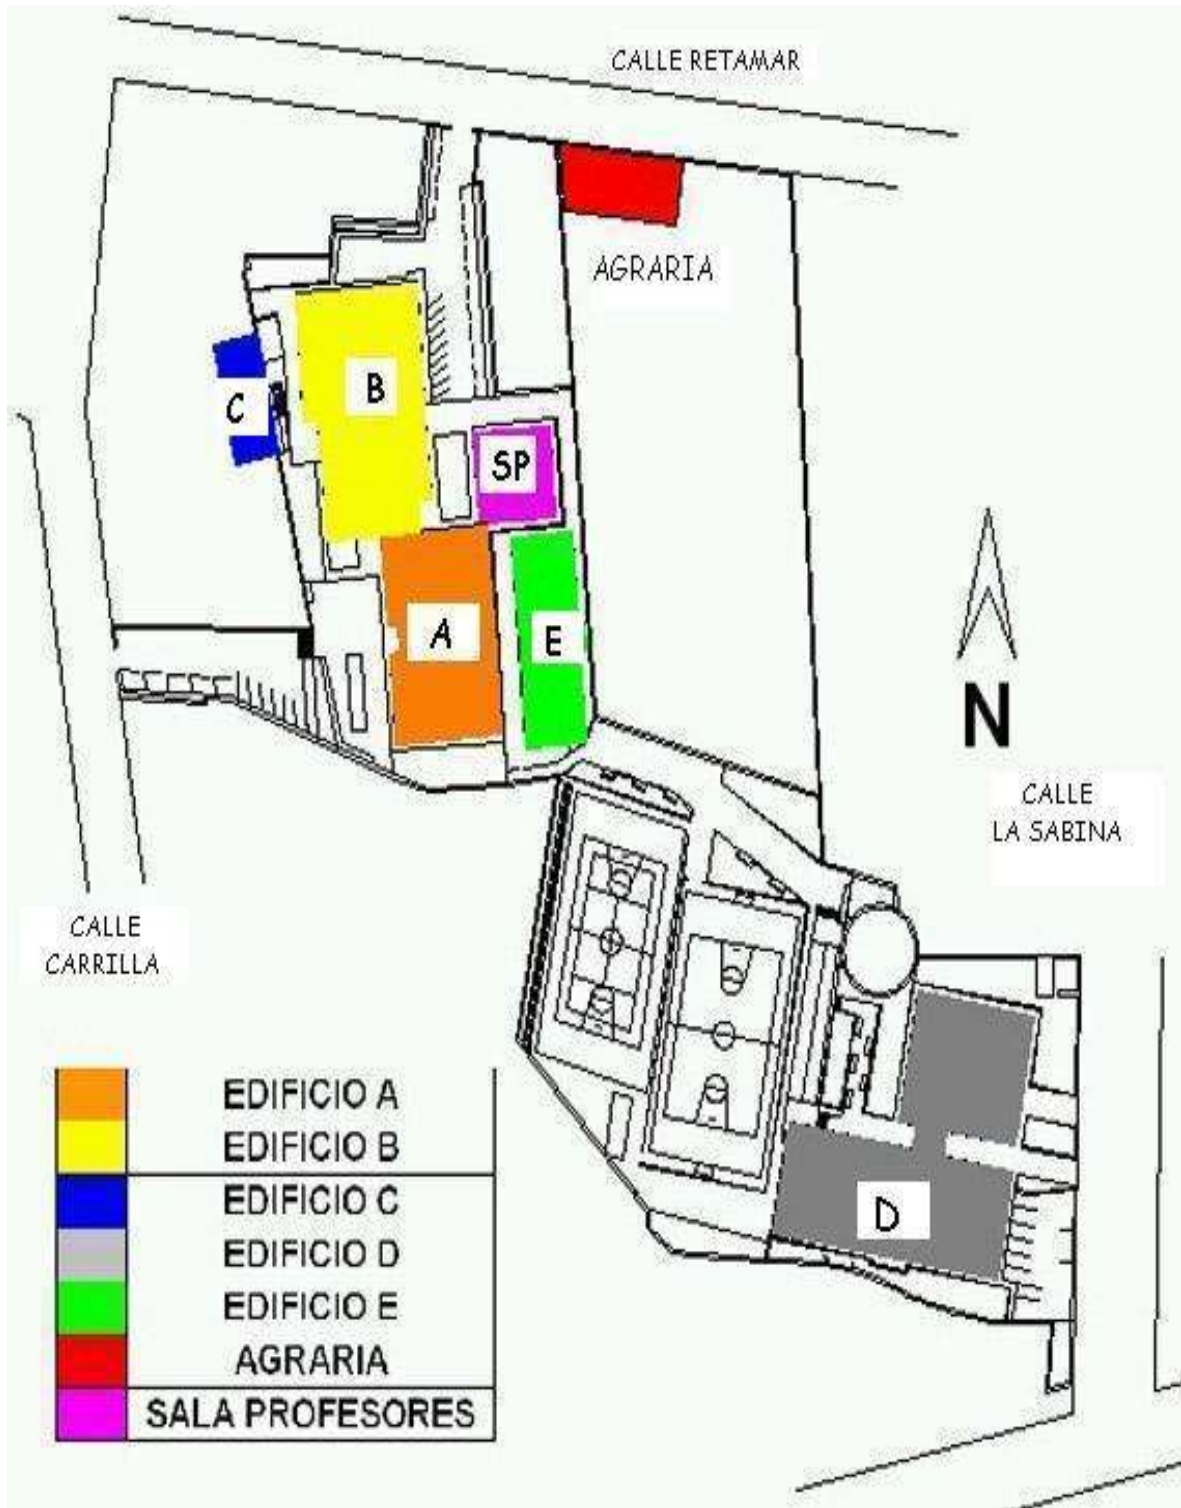 CALLE RETAMAR
AGRARIA
B
C
SP
A
E
N
CALLE
LA SABINA
CALLE
CARRILLA
D
EDIFICIO A
EDIFICIO B
EDIFICIO C
EDIFICIO D
EDIFICIO E
AGRARIA
SALA PROFESORES